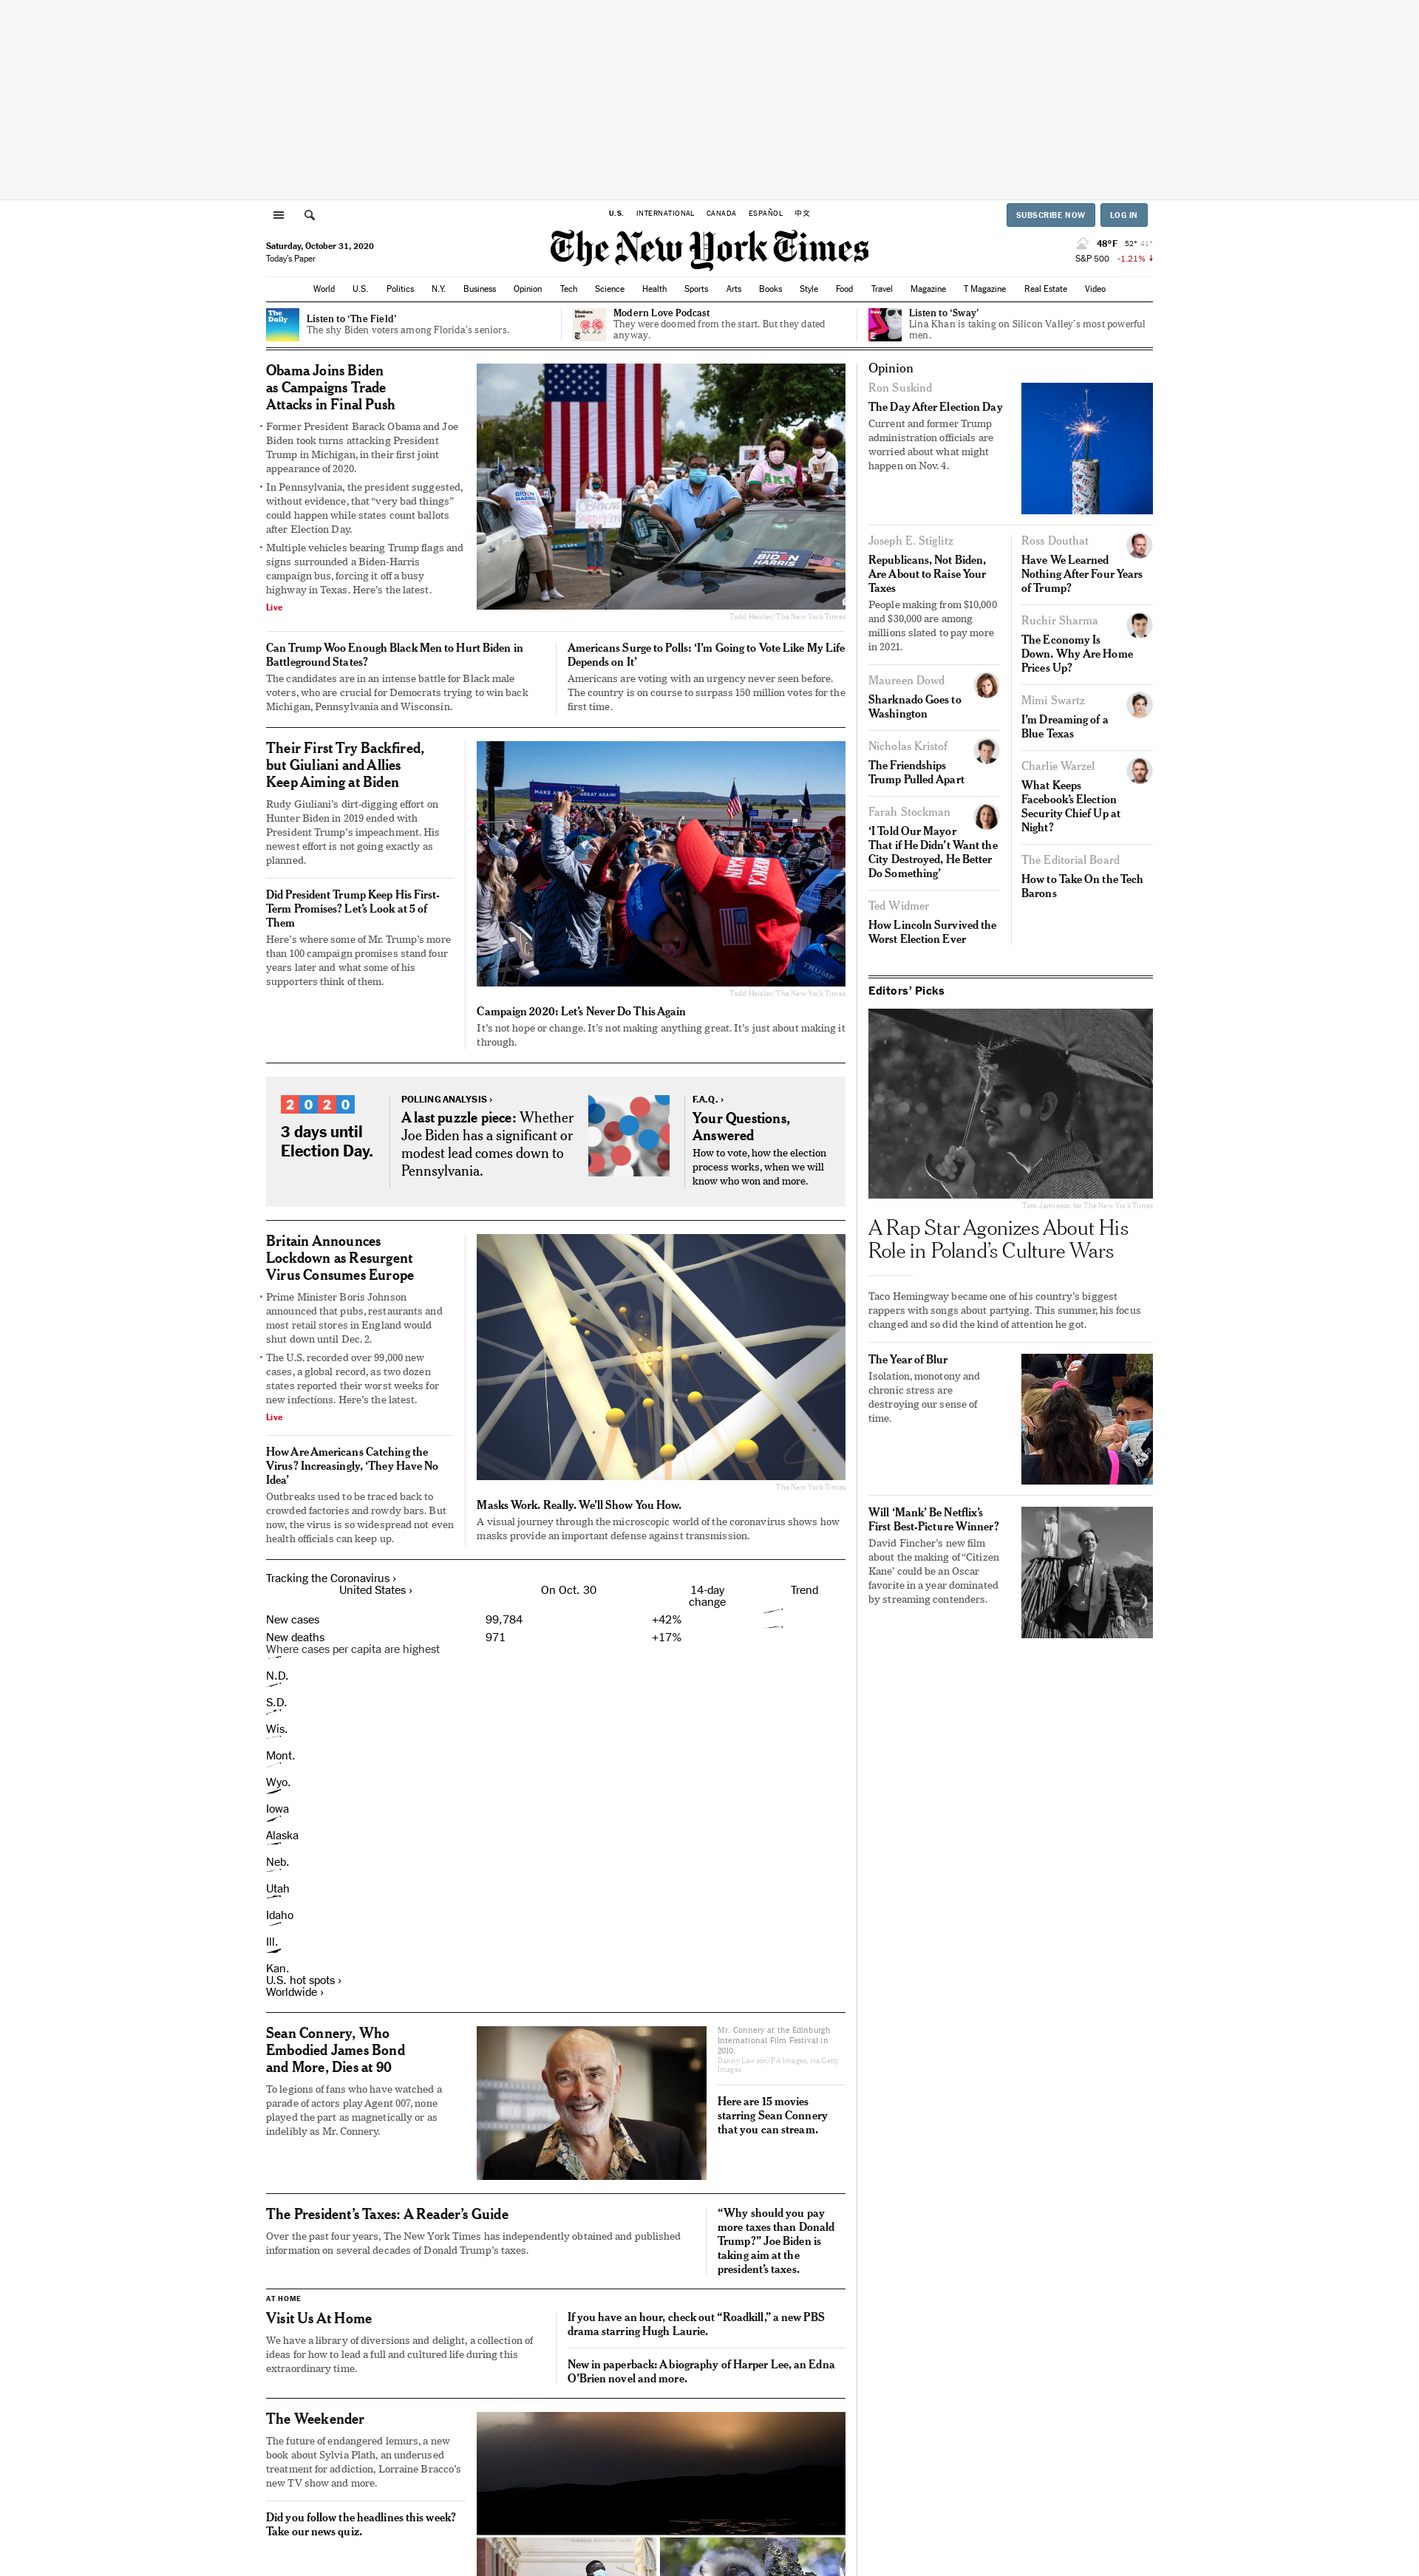 U.S. INTERNATIONAL CANADA ESPAÑOL 中文
SUBSCRIBE NOW LOG IN
Saturday, October 31, 2020
Today's Paper
The New York Times
48°F 52° 41°
S&P 500 -1.21%
World U.S. Politics N.Y. Business Opinion Tech Science Health Sports Arts Books Style Food Travel Magazine T Magazine Real Estate Video
The
Daily
Listen to ‘The Field’
The shy Biden voters among Florida’s seniors.
Modern
Love
Modern Love Podcast
They were doomed from the start. But they dated
anyway.
Sway
Listen to ‘Sway’
Lina Khan is taking on Silicon Valley’s most powerful
men.
Obama Joins Biden
as Campaigns Trade
Attacks in Final Push
• Former President Barack Obama and Joe
Biden took turns attacking President
Trump in Michigan, in their first joint
appearance of 2020.
• In Pennsylvania, the president suggested,
without evidence, that “very bad things”
could happen while states count ballots
after Election Day.
• Multiple vehicles bearing Trump flags and
signs surrounded a Biden-Harris
campaign bus, forcing it off a busy
highway in Texas. Here’s the latest.
Live
BIDEN
HARRIS
AKA
BIDEN
HARRIS
Todd Heisler/The New York Times
Can Trump Woo Enough Black Men to Hurt Biden in
Battleground States?
The candidates are in an intense battle for Black male
voters, who are crucial for Democrats trying to win back
Michigan, Pennsylvania and Wisconsin.
Americans Surge to Polls: ‘I’m Going to Vote Like My Life
Depends on It’
Americans are voting with an urgency never seen before.
The country is on course to surpass 150 million votes for the
first time.
Their First Try Backfired,
but Giuliani and Allies
Keep Aiming at Biden
Rudy Giuliani’s dirt-digging effort on
Hunter Biden in 2019 ended with
President Trump’s impeachment. His
newest effort is not going exactly as
planned.
Did President Trump Keep His First-
Term Promises? Let’s Look at 5 of
Them
Here’s where some of Mr. Trump’s more
than 100 campaign promises stand four
years later and what some of his
supporters think of them.
MAKE AMERICA GREAT AGAIN!
AMERICA
AGAIN
TRUMP
Todd Heisler/The New York Times
Campaign 2020: Let’s Never Do This Again
It’s not hope or change. It’s not making anything great. It’s just about making it
through.
2020
3 days until
Election Day.
POLLING ANALYSIS ›
A last puzzle piece: Whether
Joe Biden has a significant or
modest lead comes down to
Pennsylvania.
F.A.Q. ›
Your Questions,
Answered
How to vote, how the election
process works, when we will
know who won and more.
Britain Announces
Lockdown as Resurgent
Virus Consumes Europe
• Prime Minister Boris Johnson
announced that pubs, restaurants and
most retail stores in England would
shut down until Dec. 2.
• The U.S. recorded over 99,000 new
cases, a global record, as two dozen
states reported their worst weeks for
new infections. Here’s the latest.
Live
How Are Americans Catching the
Virus? Increasingly, ‘They Have No
Idea’
Outbreaks used to be traced back to
crowded factories and rowdy bars. But
now, the virus is so widespread not even
health officials can keep up.
The New York Times
Masks Work. Really. We’ll Show You How.
A visual journey through the microscopic world of the coronavirus shows how
masks provide an important defense against transmission.
Tracking the Coronavirus ›
United States › On Oct. 30 14-day
change Trend
New cases 99,784 +42%
New deaths 971 +17%
Where cases per capita are highest
N.D.
S.D.
Wis.
Mont.
Wyo.
Iowa
Alaska
Neb.
Utah
Idaho
Ill.
Kan.
U.S. hot spots ›
Worldwide ›
Sean Connery, Who
Embodied James Bond
and More, Dies at 90
To legions of fans who have watched a
parade of actors play Agent 007, none
played the part as magnetically or as
indelibly as Mr. Connery.
Mr. Connery at the Edinburgh
International Film Festival in
2010.
Danny Lawson/PA Images, via Getty
Images
Here are 15 movies
starring Sean Connery
that you can stream.
The President’s Taxes: A Reader’s Guide
Over the past four years, The New York Times has independently obtained and published
information on several decades of Donald Trump’s taxes.
“Why should you pay
more taxes than Donald
Trump?” Joe Biden is
taking aim at the
president’s taxes.
AT HOME
Visit Us At Home
We have a library of diversions and delight, a collection of
ideas for how to lead a full and cultured life during this
extraordinary time.
If you have an hour, check out “Roadkill,” a new PBS
drama starring Hugh Laurie.
New in paperback: A biography of Harper Lee, an Edna
O’Brien novel and more.
The Weekender
The future of endangered lemurs, a new
book about Sylvia Plath, an underused
treatment for addiction, Lorraine Bracco’s
new TV show and more.
Did you follow the headlines this week?
Take our news quiz.
Opinion
Ron Suskind
The Day After Election Day
Current and former Trump
administration officials are
worried about what might
happen on Nov. 4.
Joseph E. Stiglitz
Republicans, Not Biden,
Are About to Raise Your
Taxes
People making from $10,000
and $30,000 are among
millions slated to pay more
in 2021.
Maureen Dowd
Sharknado Goes to
Washington
Nicholas Kristof
The Friendships
Trump Pulled Apart
Farah Stockman
‘I Told Our Mayor
That if He Didn’t Want the
City Destroyed, He Better
Do Something’
Ted Widmer
How Lincoln Survived the
Worst Election Ever
Ross Douthat
Have We Learned
Nothing After Four Years
of Trump?
Ruchir Sharma
The Economy Is
Down. Why Are Home
Prices Up?
Mimi Swartz
I’m Dreaming of a
Blue Texas
Charlie Warzel
What Keeps
Facebook’s Election
Security Chief Up at
Night?
The Editorial Board
How to Take On the Tech
Barons
Editors’ Picks
Tom Jamieson for The New York Times
A Rap Star Agonizes About His
Role in Poland’s Culture Wars
Taco Hemingway became one of his country’s biggest
rappers with songs about partying. This summer, his focus
changed and so did the kind of attention he got.
The Year of Blur
Isolation, monotony and
chronic stress are
destroying our sense of
time.
Will ‘Mank’ Be Netflix’s
First Best-Picture Winner?
David Fincher’s new film
about the making of “Citizen
Kane’ could be an Oscar
favorite in a year dominated
by streaming contenders.